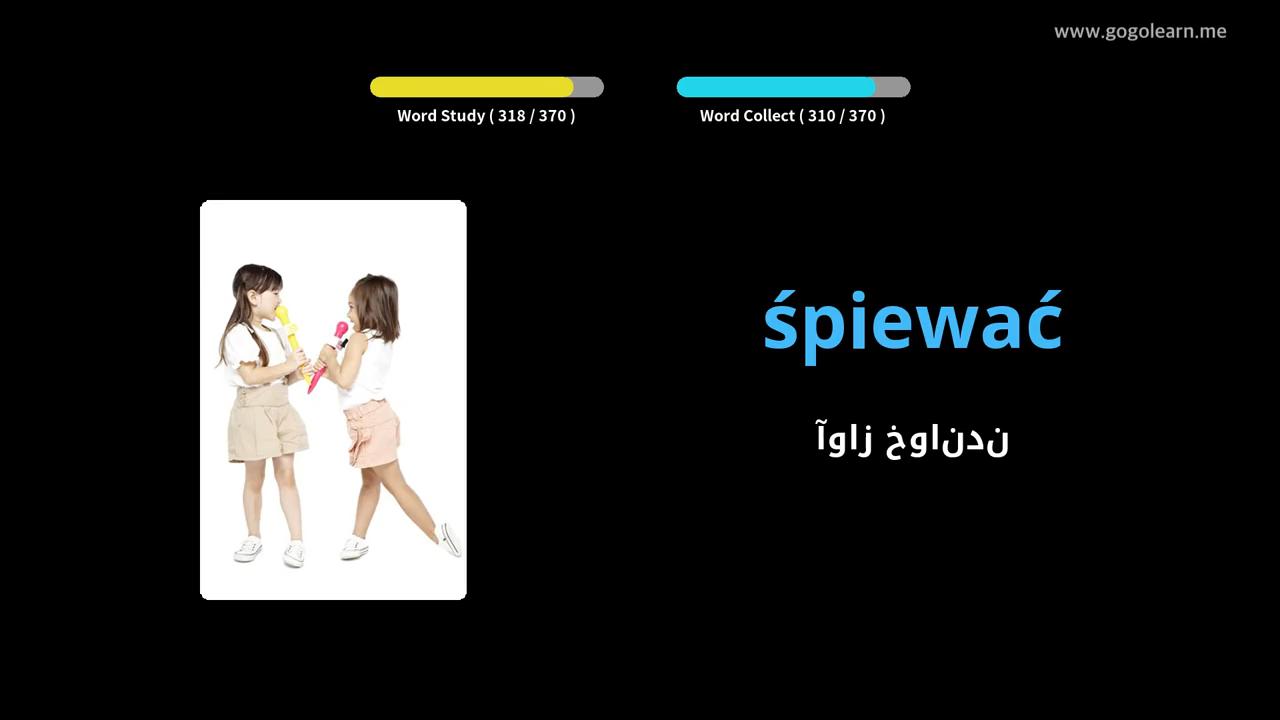 www.gogolearn.me
Word Study ( 318 / 370 )
Word Collect ( 310 / 370 )
śpiewać
آواز خواندن